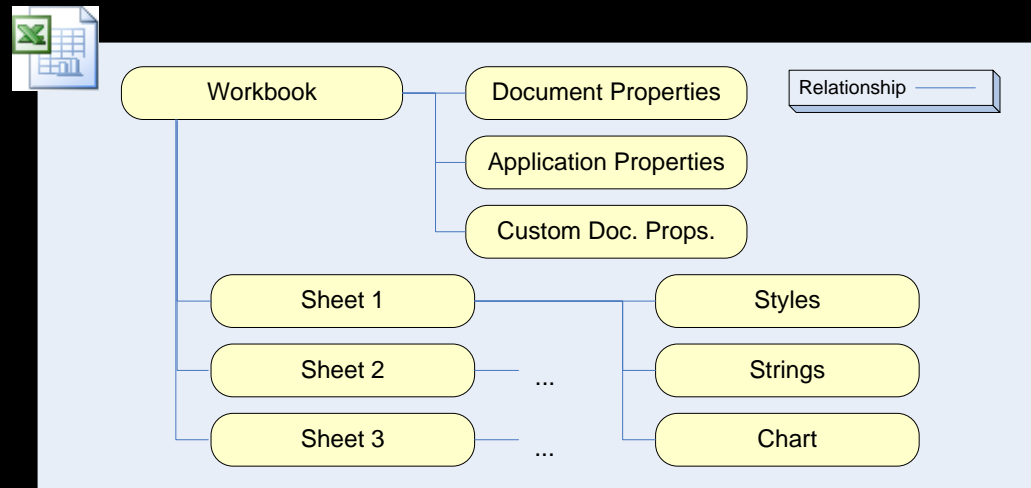 Workbook
Document Properties
Relationship
Application Properties
Custom Doc. Props.
Sheet 1
Styles
Sheet 2
...
Strings
Sheet 3
...
Chart